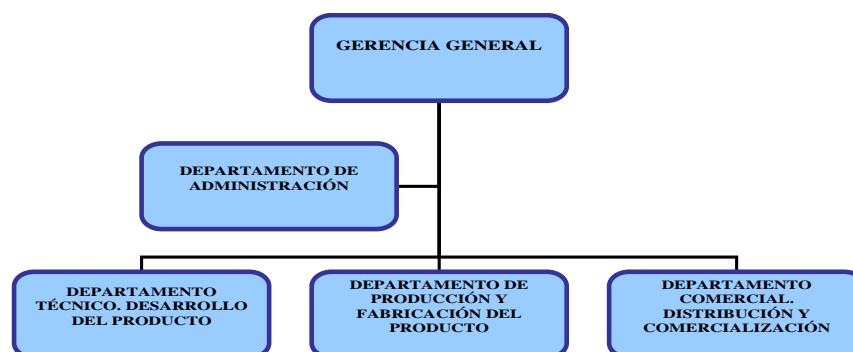 GERENCIA GENERAL
DEPARTAMENTO DE
ADMINISTRACIÓN
DEPARTAMENTO
TÉCNICO. DESARROLLO
DEL PRODUCTO
DEPARTAMENTO DE
PRODUCCIÓN Y
FABRICACIÓN DEL
PRODUCTO
DEPARTAMENTO
COMERCIAL.
DISTRIBUCIÓN Y
COMERCIALIZACIÓN